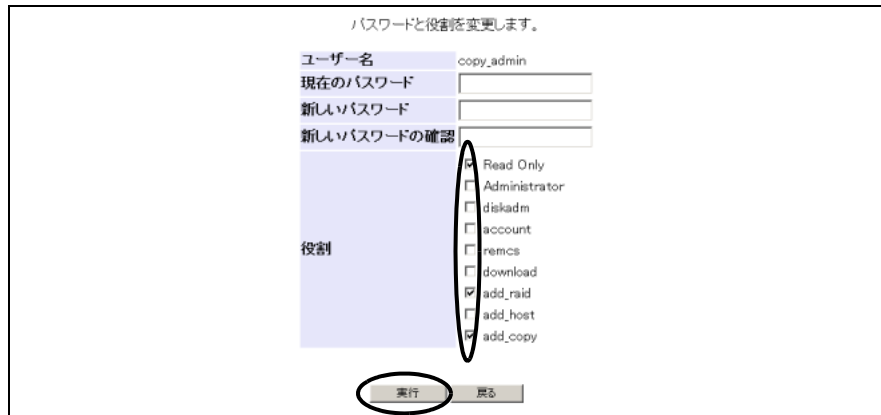 パスワードと役割を変更します。
ユーザー名 copy_admin
現在のパスワード
新しいパスワード
新しいパスワードの確認
役割
Read Only
Administrator
diskadm
account
remcs
download
add_raid
add_host
add_copy
実行 戻る